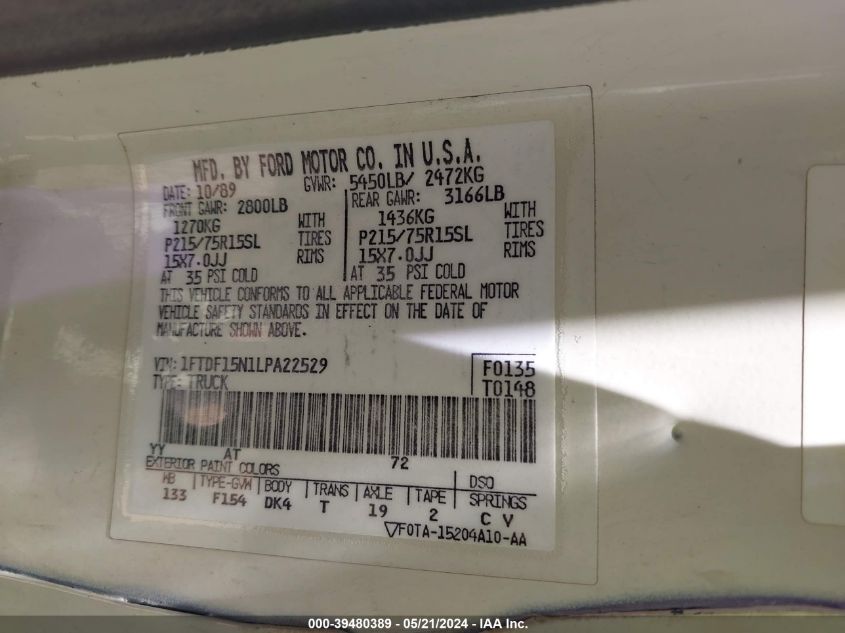 MFD. BY FORD MOTOR CO. IN U.S.A.
DATE: 10/89 GVWR: 5450LB/ 2472KG
FRONT GAWR: 2800LB REAR GAWR: 3166LB
1270KG WITH 1436KG WITH
P215/75R15SL TIRES P215/75R15SL TIRES
15X7.0JJ RIMS 15X7.0JJ RIMS
AT 35 PSI COLD AT 35 PSI COLD
THIS VEHICLE CONFORMS TO ALL APPLICABLE FEDERAL MOTOR
VEHICLE SAFETY STANDARDS IN EFFECT ON THE DATE OF
MANUFACTURE SHOWN ABOVE.
VIN: 1FTDF15N1LPA22529 F0135
TYPE: TRUCK T0148
YY AT 72
EXTERIOR PAINT COLORS DSO
WB TYPE-GVW BODY TRANS AXLE TAPE SPRINGS
133 F154 DK4 T 19 2 C V
F0TA-15204A10-AA
000-39480389 - 05/21/2024 - IAA Inc.